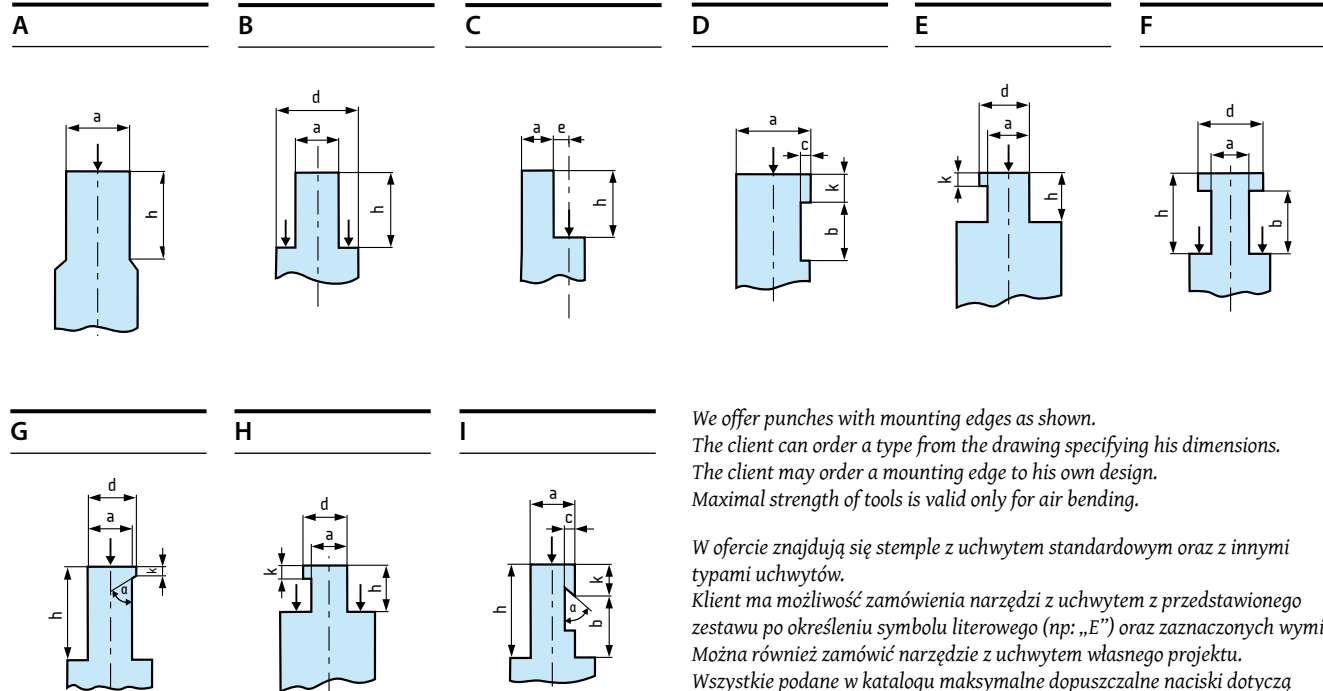 A B C D E F
a
d
a
a e
h
h
h
a
c
k
b
d
a
k
h
d
a
h
b
G H I
d
a
k
h
α
d
a
k
h
a
c
k
h
α
b
We offer punches with mounting edges as shown.
The client can order a type from the drawing specifying his dimensions.
The client may order a mounting edge to his own design.
Maximal strength of tools is valid only for air bending.
W ofercie znajdują się stemple z uchwytem standardowym oraz z innymi
typami uchwytów.
Klient ma możliwość zamówienia narzędzi z uchwytem z przedstawionego
zestawu po określeniu symbolu literowego (np: „E”) oraz zaznaczonych wymi
Można również zamówić narzędzie z uchwytem własnego projektu.
Wszystkie podane w katalogu maksymalne dopuszczalne naciski dotyczą